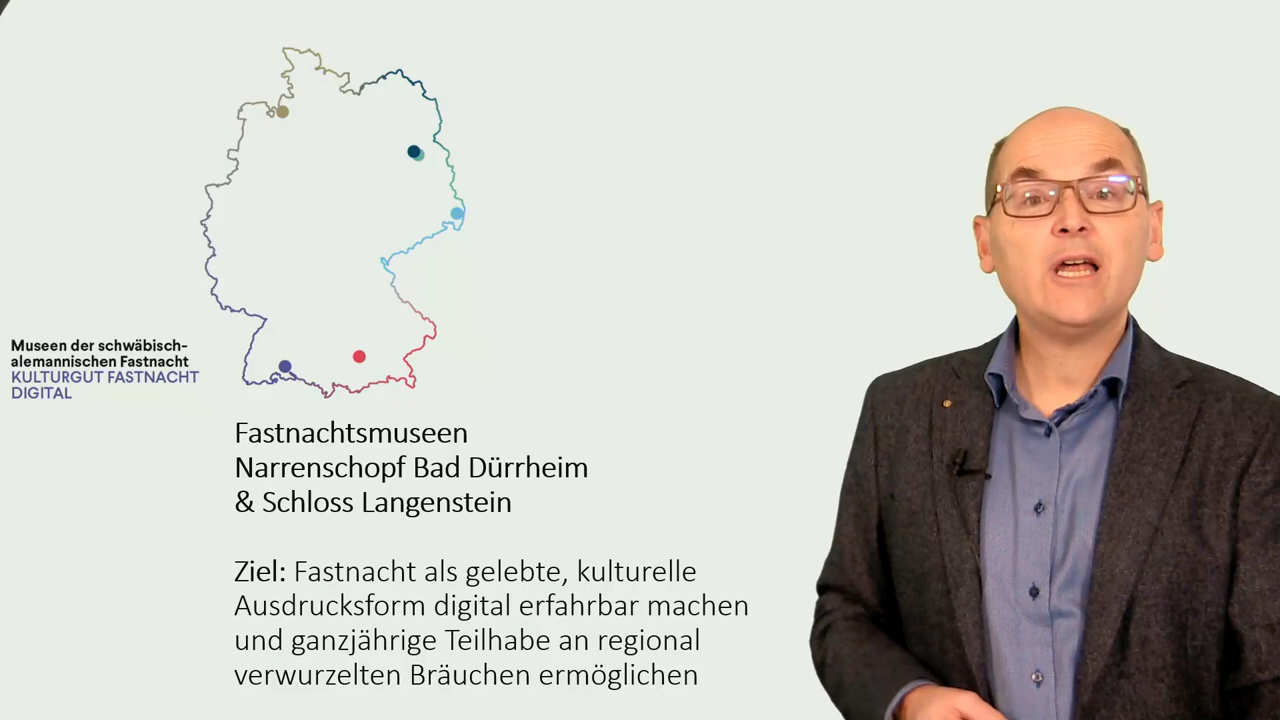 Museen der schwäbisch-
alemannischen Fastnacht
KULTURGUT FASTNACHT
DIGITAL
Fastnachtsmuseen
Narrenschopf Bad Dürrheim
& Schloss Langenstein
Ziel: Fastnacht als gelebte, kulturelle
Ausdrucksform digital erfahrbar machen
und ganzjährige Teilhabe an regional
verwurzelten Bräuchen ermöglichen